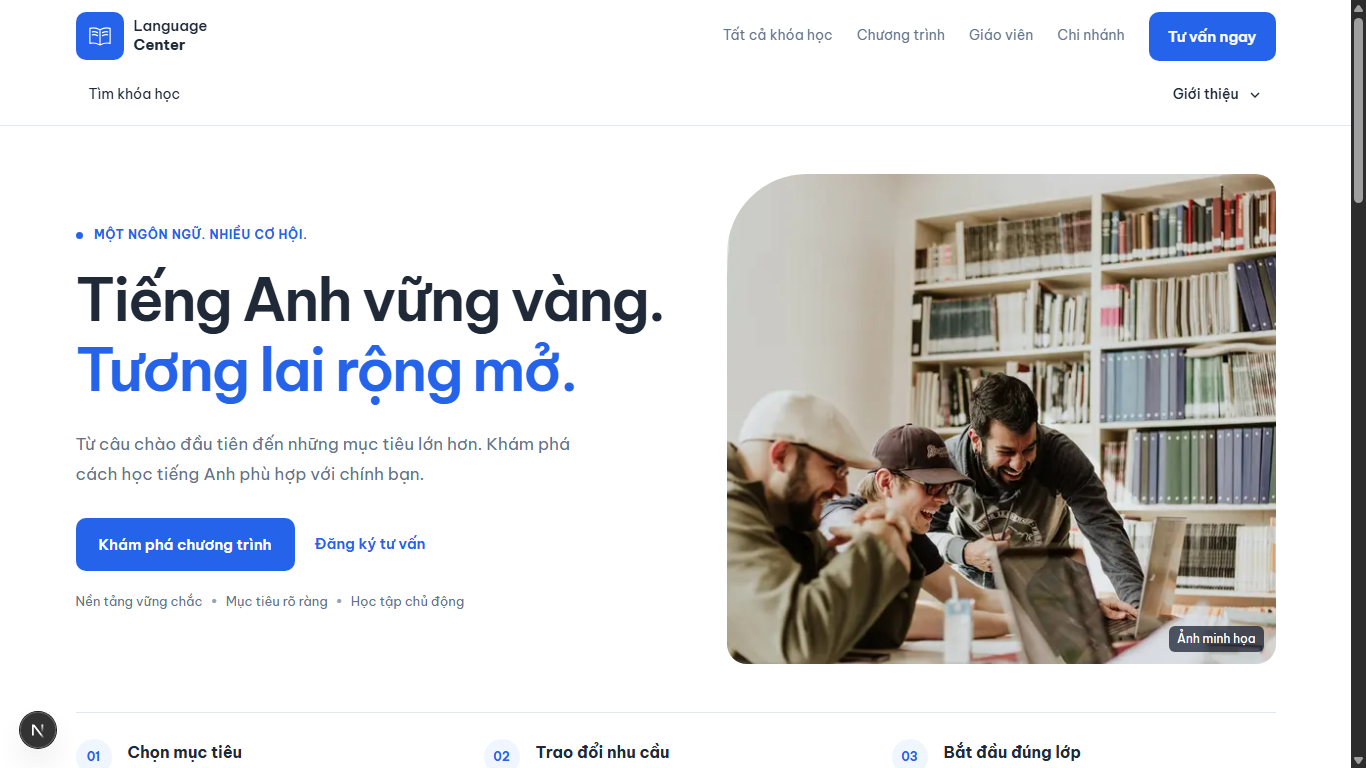 Language
Center
Tất cả khóa học
Chương trình
Giáo viên
Chi nhánh
Tư vấn ngay
Tìm khóa học
Giới thiệu
MỘT NGÔN NGỮ. NHIỀU CƠ HỘI.
Tiếng Anh vững vàng.
Tương lai rộng mở.
Từ câu chào đầu tiên đến những mục tiêu lớn hơn. Khám phá
cách học tiếng Anh phù hợp với chính bạn.
Khám phá chương trình
Đăng ký tư vấn
Nền tảng vững chắc • Mục tiêu rõ ràng • Học tập chủ động
Ảnh minh họa
N
01 Chọn mục tiêu
02 Trao đổi nhu cầu
03 Bắt đầu đúng lớp